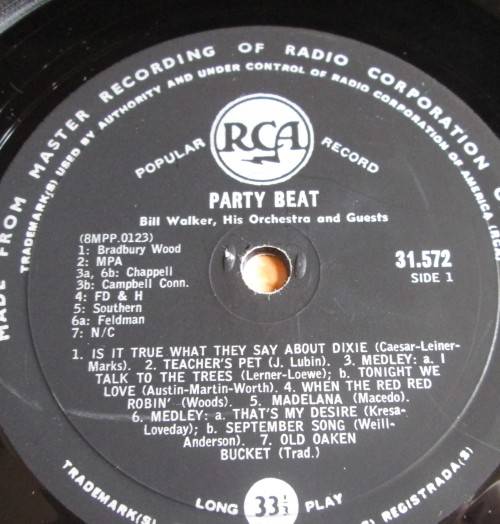 MADE FROM MASTER RECORDING OF RADIO CORPORATION O
TRADEMARK(S) USED BY AUTHORITY AND UNDER CONTROL OF RADIO CORPORATION OF AMERICA
RCA
POPULAR RECORD
PARTY BEAT
Bill Walker, His Orchestra and Guests
(8MPP.0123)
1: Bradbury Wood
2: MPA
3a, 6b: Chappell
3b: Campbell Conn.
4: FD & H
5: Southern
6a: Feldman
7: N/C
31.572
SIDE 1
1. IS IT TRUE WHAT THEY SAY ABOUT DIXIE (Caesar-Leiner-
Marks). 2. TEACHER'S PET (J. Lubin). 3. MEDLEY: a. I
TALK TO THE TREES (Lerner-Loewe); b. TONIGHT WE
LOVE (Austin-Martin-Worth). 4. WHEN THE RED RED
ROBIN' (Woods). 5. MADELANA (Macedo).
6. MEDLEY: a. THAT'S MY DESIRE (Kresa-
Loveday); b. SEPTEMBER SONG (Weill-
Anderson). 7. OLD OAKEN
BUCKET (Trad.)
LONG 33⅓ PLAY
TRADEMARK(S) REGISTRADA(S)